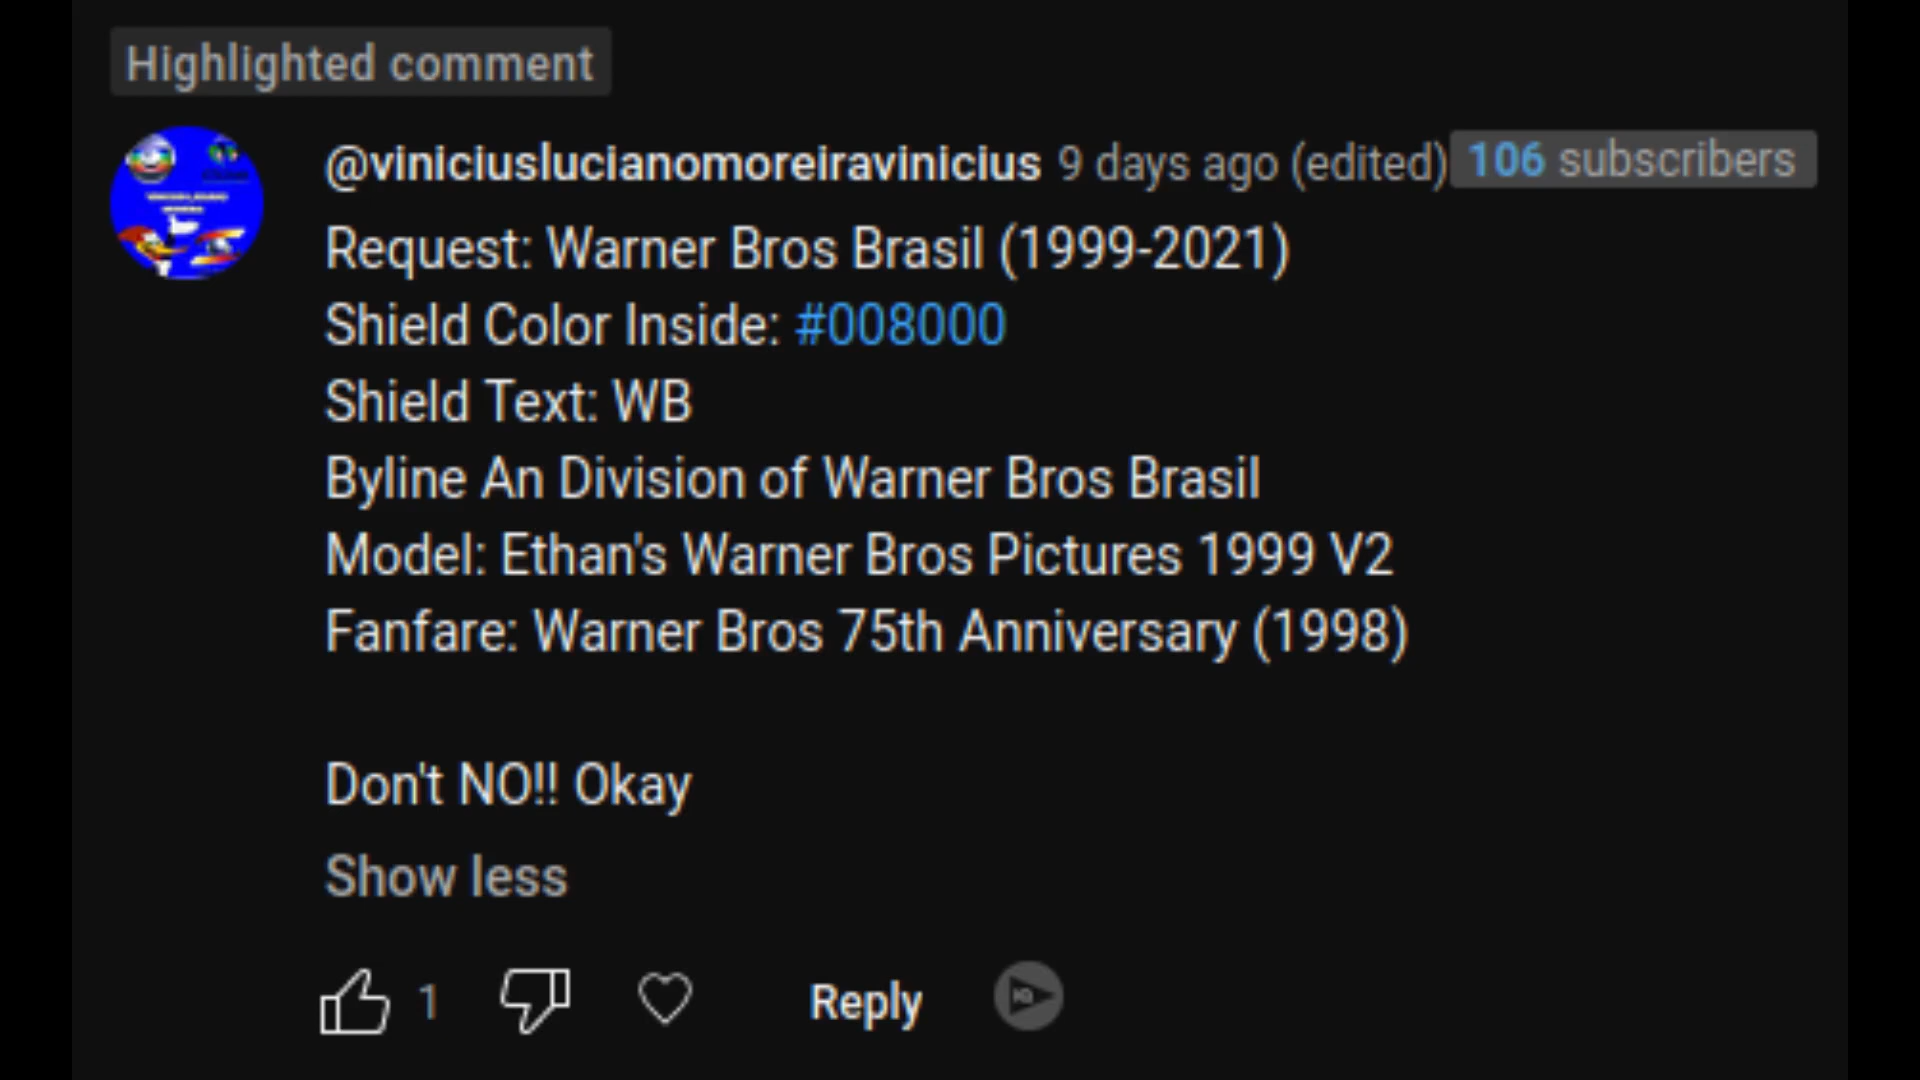 Highlighted comment
@viniciuslucianomoreiravinicius 9 days ago (edited) 106 subscribers
Request: Warner Bros Brasil (1999-2021)
Shield Color Inside: #008000
Shield Text: WB
Byline An Division of Warner Bros Brasil
Model: Ethan's Warner Bros Pictures 1999 V2
Fanfare: Warner Bros 75th Anniversary (1998)
Don't NO!! Okay
Show less
1 Reply